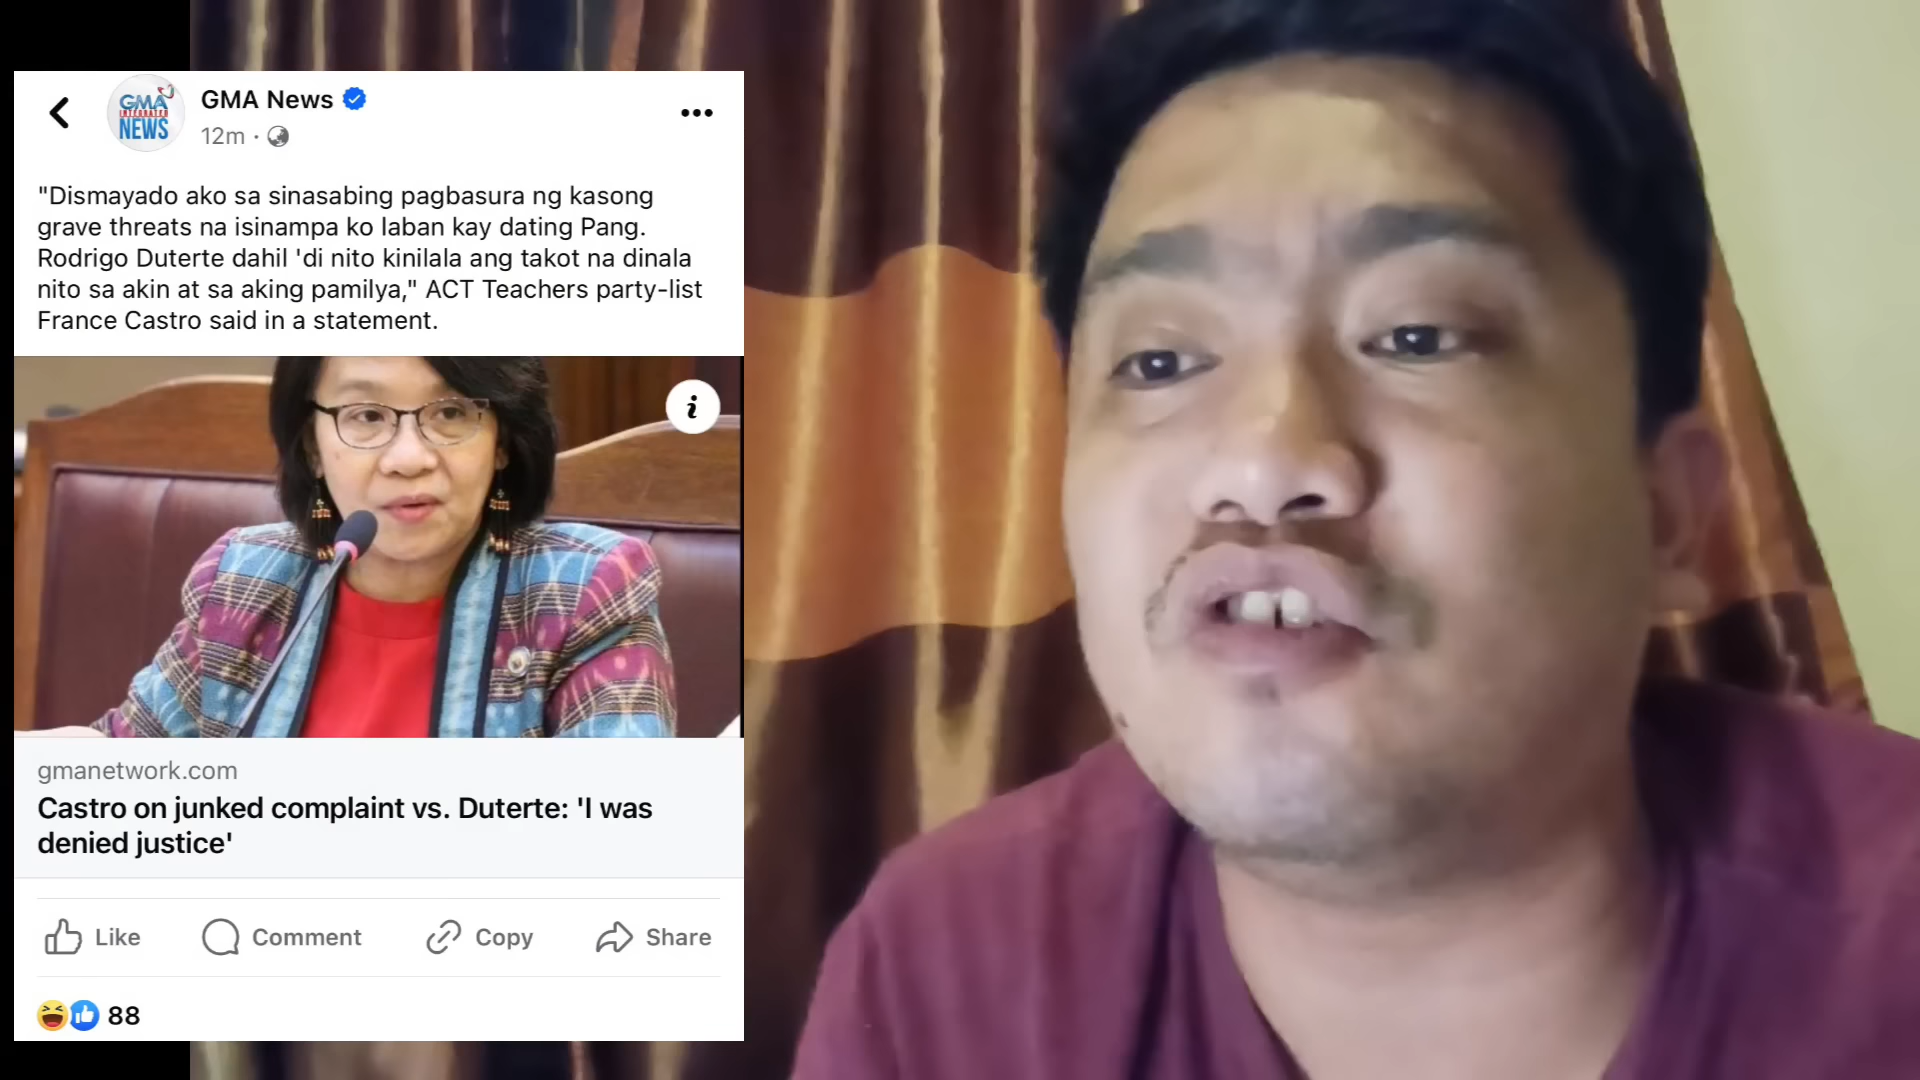 GMA News
12m ·
GMA
INTEGRATED
NEWS
"Dismayado ako sa sinasabing pagbasura ng kasong
grave threats na isinampa ko laban kay dating Pang.
Rodrigo Duterte dahil 'di nito kinilala ang takot na dinala
nito sa akin at sa aking pamilya," ACT Teachers party-list
France Castro said in a statement.
i
gmanetwork.com
Castro on junked complaint vs. Duterte: 'I was
denied justice'
Like Comment Copy Share
88